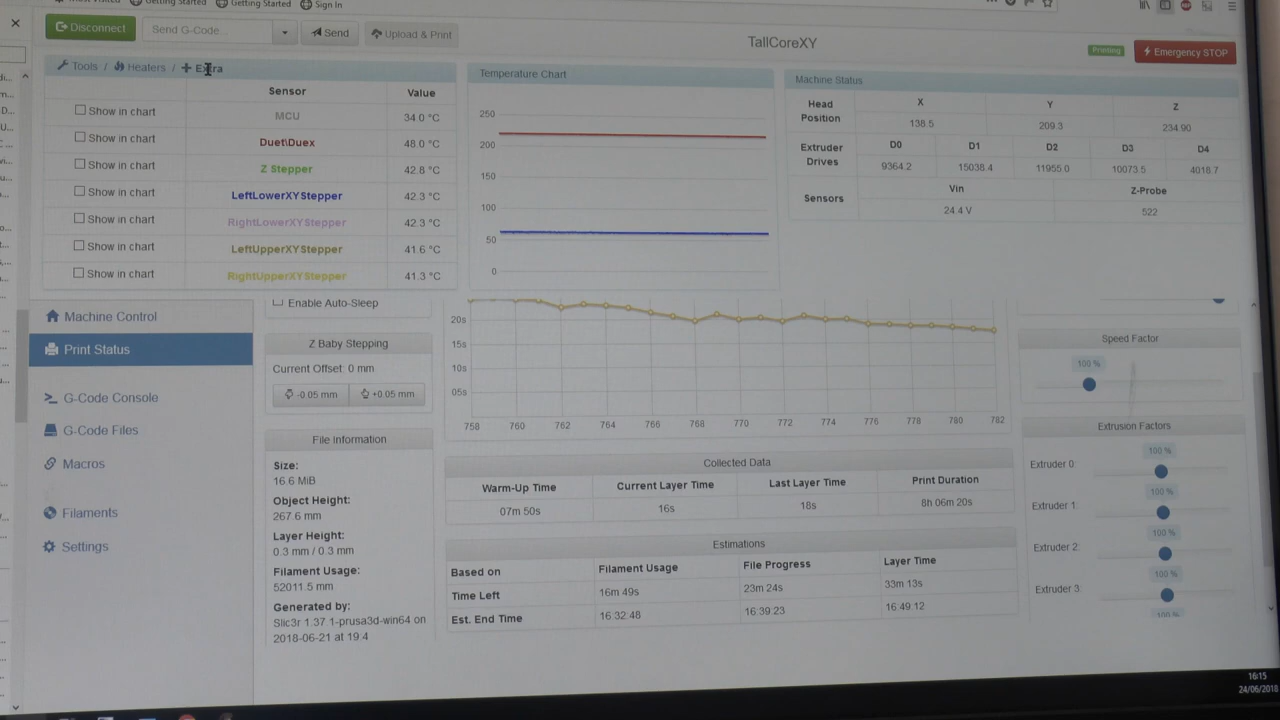 Getting Started
Getting Started
Sign In
Disconnect
Send G-Code...
Send
Upload & Print
TallCoreXY
Printing
Emergency STOP
Tools / Heaters / Extra
Sensor Value
Show in chart MCU 34.0 °C
Show in chart Duet\Duex 48.0 °C
Show in chart Z Stepper 42.8 °C
Show in chart LeftLowerXYStepper 42.3 °C
Show in chart RightLowerXYStepper 42.3 °C
Show in chart LeftUpperXYStepper 41.6 °C
Show in chart RightUpperXYStepper 41.3 °C
Temperature Chart
250
200
150
100
50
0
Machine Status
Head Position X Y Z
138.5 209.3 234.90
Extruder Drives D0 D1 D2 D3 D4
9364.2 15038.4 11955.0 10073.5 4016.7
Sensors Vin Z-Probe
24.4 V 522
Machine Control
Print Status
G-Code Console
G-Code Files
Macros
Filaments
Settings
Enable Auto-Sleep
Z Baby Stepping
Current Offset: 0 mm
-0.05 mm +0.05 mm
File Information
Size:
16.6 MiB
Object Height:
267.6 mm
Layer Height:
0.3 mm / 0.3 mm
Filament Usage:
52011.5 mm
Generated by:
Slic3r 1.37.1-prusa3d-win64 on
2018-06-21 at 19:4
20s
15s
10s
05s
758 760 762 764 766 768 770 772 774 776 778 780 782
Collected Data
Warm-Up Time Current Layer Time Last Layer Time Print Duration
07m 50s 16s 18s 8h 06m 20s
Estimations
Based on Filament Usage File Progress Layer Time
Time Left 16m 49s 23m 24s 33m 13s
Est. End Time 16:32:48 16:39:23 16:49:12
Speed Factor
100 %
Extrusion Factors
100 %
Extruder 0:
100 %
Extruder 1:
100 %
Extruder 2:
100 %
Extruder 3:
100 %
16:15
24/06/2018